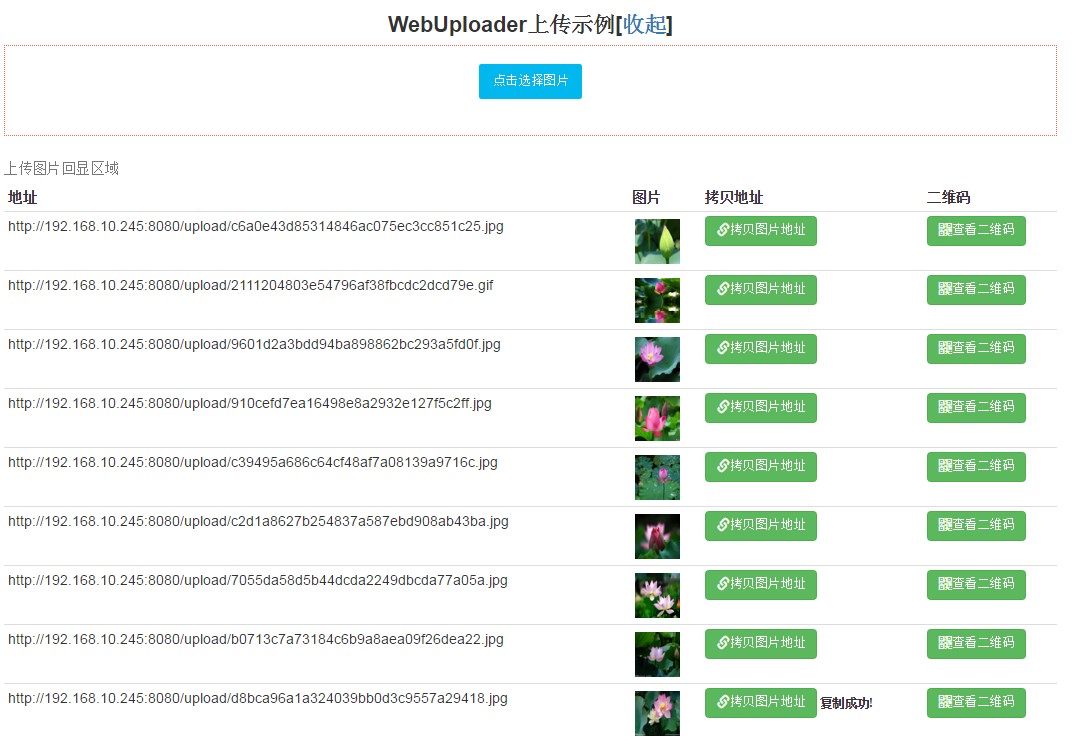 WebUploader上传示例[收起]
点击选择图片
上传图片回显区域
地址 图片 拷贝地址 二维码
http://192.168.10.245:8080/upload/c6a0e43d85314846ac075ec3cc851c25.jpg 拷贝图片地址 查看二维码
http://192.168.10.245:8080/upload/2111204803e54796af38fbcdc2dcd79e.gif 拷贝图片地址 查看二维码
http://192.168.10.245:8080/upload/9601d2a3bdd94ba898862bc293a5fd0f.jpg 拷贝图片地址 查看二维码
http://192.168.10.245:8080/upload/910cefd7ea16498e8a2932e127f5c2ff.jpg 拷贝图片地址 查看二维码
http://192.168.10.245:8080/upload/c39495a686c64cf48af7a08139a9716c.jpg 拷贝图片地址 查看二维码
http://192.168.10.245:8080/upload/c2d1a8627b254837a587ebd908ab43ba.jpg 拷贝图片地址 查看二维码
http://192.168.10.245:8080/upload/7055da58d5b44dcda2249dbcda77a05a.jpg 拷贝图片地址 查看二维码
http://192.168.10.245:8080/upload/b0713c7a73184c6b9a8aea09f26dea22.jpg 拷贝图片地址 查看二维码
http://192.168.10.245:8080/upload/d8bca96a1a324039bb0d3c9557a29418.jpg 拷贝图片地址 复制成功! 查看二维码